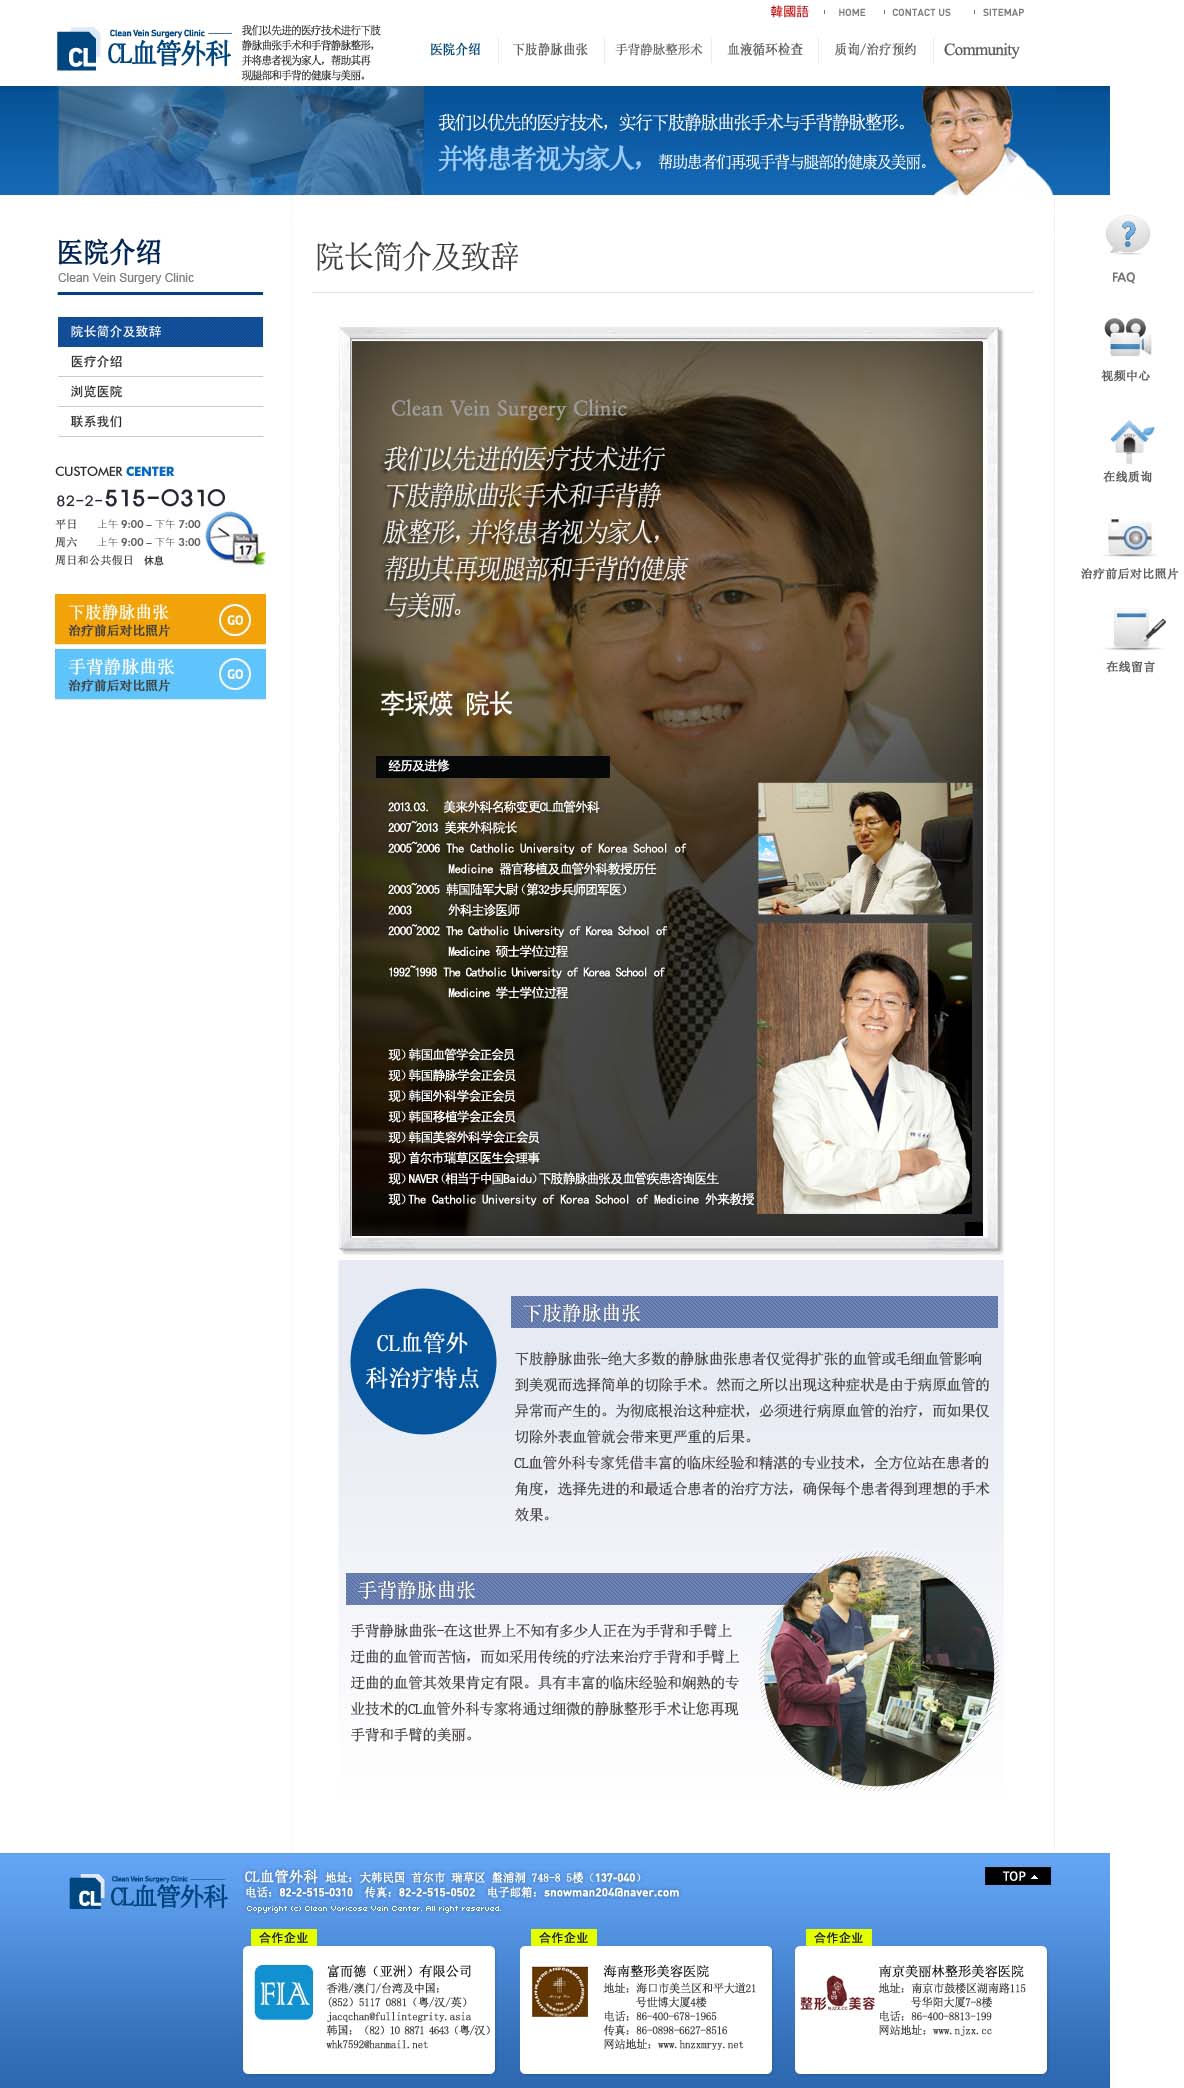 韓國語
HOME
CONTACT US
SITEMAP
CL
Clean Vein Surgery Clinic
CL血管外科
我们以先进的医疗技术进行下肢
静脉曲张手术和手背静脉整形，
并将患者视为家人，帮助其再
现腿部和手背的健康与美丽。
医院介绍
下肢静脉曲张
手背静脉整形术
血液循环检查
质询/治疗预约
Community
我们以优先的医疗技术，实行下肢静脉曲张手术与手背静脉整形。
并将患者视为家人，帮助患者们再现手背与腿部的健康及美丽。
医院介绍
Clean Vein Surgery Clinic
院长简介及致辞
医疗介绍
浏览医院
联系我们
CUSTOMER CENTER
82-2-515-0310
平日 上午 9:00 – 下午 7:00
周六 上午 9:00 – 下午 3:00
周日和公共假日 休息
17
下肢静脉曲张
治疗前后对比照片
GO
手背静脉曲张
治疗前后对比照片
GO
院长简介及致辞
Clean Vein Surgery Clinic
我们以先进的医疗技术进行
下肢静脉曲张手术和手背静
脉整形，并将患者视为家人，
帮助其再现腿部和手背的健康
与美丽。
李埰煐 院长
经历及进修
2013.03. 美来外科名称变更CL血管外科
2007~2013 美来外科院长
2005~2006 The Catholic University of Korea School of
Medicine 器官移植及血管外科教授历任
2003~2005 韩国陆军大尉（第32步兵师团军医）
2003 外科主诊医师
2000~2002 The Catholic University of Korea School of
Medicine 硕士学位过程
1992~1998 The Catholic University of Korea School of
Medicine 学士学位过程
现）韩国血管学会正会员
现）韩国静脉学会正会员
现）韩国外科学会正会员
现）韩国移植学会正会员
现）韩国美容外科学会正会员
现）首尔市瑞草区医生会理事
现）NAVER（相当于中国Baidu）下肢静脉曲张及血管疾患咨询医生
现）The Catholic University of Korea School of Medicine 外来教授
FAQ
视频中心
在线质询
治疗前后对比照片
在线留言
CL血管外
科治疗特点
下肢静脉曲张
下肢静脉曲张-绝大多数的静脉曲张患者仅觉得扩张的血管或毛细血管影响
到美观而选择简单的切除手术。然而之所以出现这种症状是由于病原血管的
异常而产生的。为彻底根治这种症状，必须进行病原血管的治疗，而如果仅
切除外表血管就会带来更严重的后果。
CL血管外科专家凭借丰富的临床经验和精湛的专业技术，全方位站在患者的
角度，选择先进的和最适合患者的治疗方法，确保每个患者得到理想的手术
效果。
手背静脉曲张
手背静脉曲张-在这世界上不知有多少人正在为手背和手臂上
迂曲的血管而苦恼，而如采用传统的疗法来治疗手背和手臂上
迂曲的血管其效果肯定有限。具有丰富的临床经验和娴熟的专
业技术的CL血管外科专家将通过细微的静脉整形手术让您再现
手背和手臂的美丽。
CL
Clean Vein Surgery Clinic
CL血管外科
CL血管外科 地址：大韩民国 首尔市 瑞草区 盤浦洞 748-8 5楼（137-040）
电话：82-2-515-0310 传真：82-2-515-0502 电子邮箱：snowman204@naver.com
Copyright (c) Clean Varicose Vein Center. All right reserved.
TOP
合作企业
FIA
富而德（亚洲）有限公司
香港/澳门/台湾及中国：
(852) 5117 0881（粤/汉/英）
jacqchan@fullintegrity.asia
韩国：（82）10 8871 4643（粤/汉）
whk7592@hanmail.net
合作企业
海南整形美容医院
地址：海口市美兰区和平大道21
号世博大厦4楼
电话：86-400-678-1965
传真：86-0898-6627-8516
网站地址：www.hnzxmryy.net
合作企业
整形美容
NJZX.CC
南京美丽林整形美容医院
地址：南京市鼓楼区湖南路115
号华阳大厦7-8楼
电话：86-400-8813-199
网站地址：www.njzx.cc